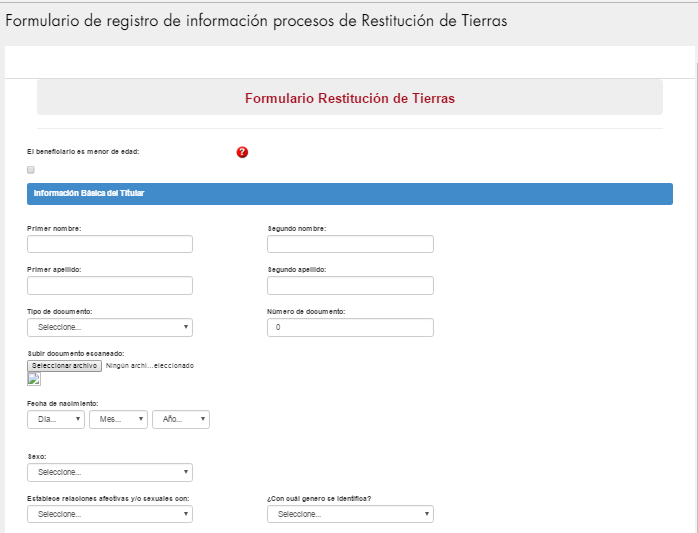 Formulario de registro de información procesos de Restitución de Tierras
Formulario Restitución de Tierras
El beneficiario es menor de edad:
?
Información Básica del Titular
Primer nombre:
Segundo nombre:
Primer apellido:
Segundo apellido:
Tipo de documento:
Número de documento:
Seleccione...
0
Subir documento escaneado:
Seleccionar archivo Ningún archi...eleccionado
Fecha de nacimiento:
Día... Mes... Año...
Sexo:
Seleccione...
Establece relaciones afectivas y/o sexuales con:
¿Con cuál genero se identifica?
Seleccione...
Seleccione...